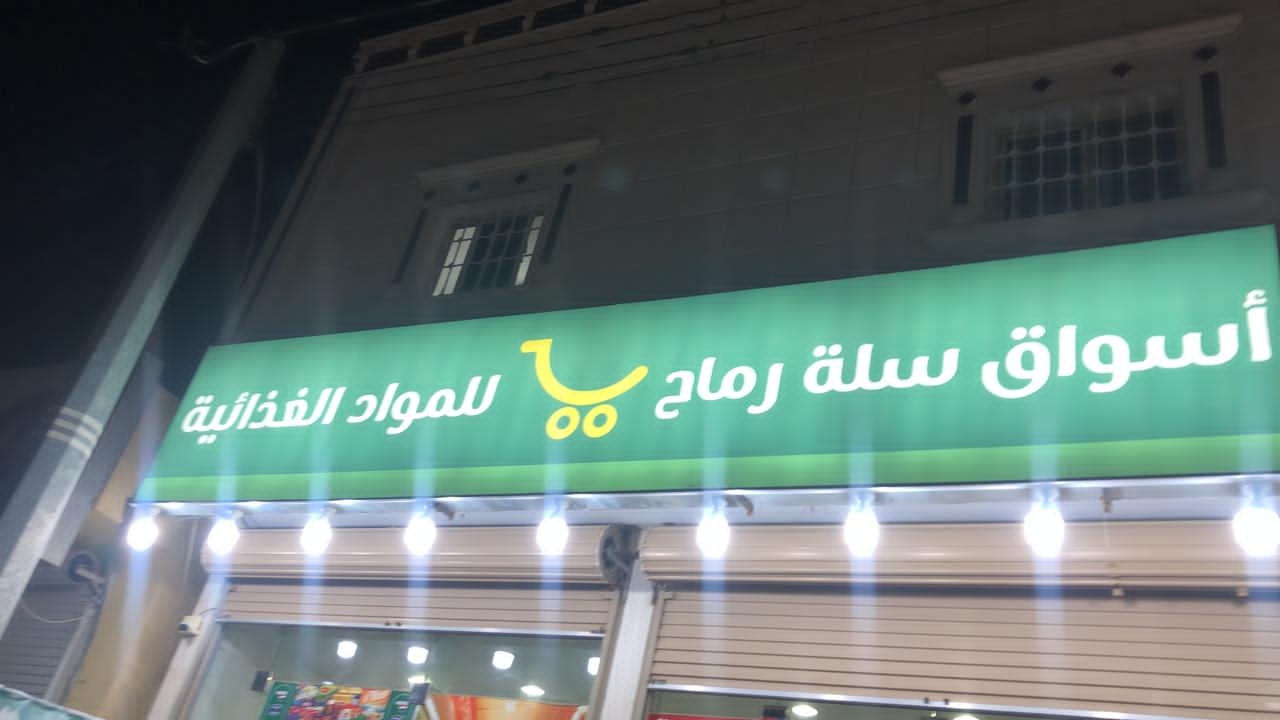 أسواق سلة رماح للمواد الغذائية